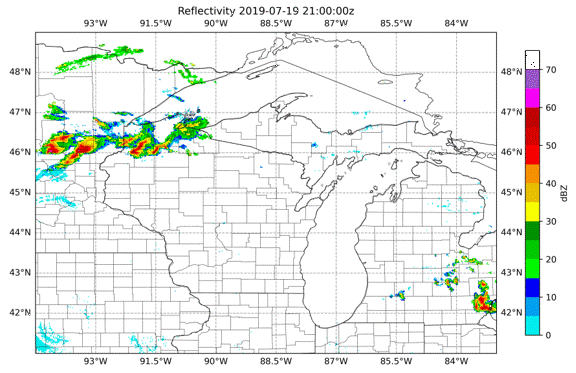 Reflectivity 2019-07-19 21:00:00z
93°W 91.5°W 90°W 88.5°W 87°W 85.5°W 84°W
48°N 48°N
47°N 47°N
46°N 46°N
45°N 45°N
44°N 44°N
43°N 43°N
42°N 42°N
93°W 91.5°W 90°W 88.5°W 87°W 85.5°W 84°W
70
60
50
40
30
20
10
0
dBZ